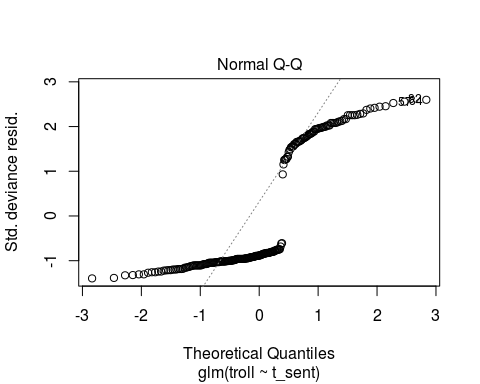 Normal Q-Q
3
2
1
0
-1
Std. deviance resid.
-3 -2 -1 0 1 2 3
Theoretical Quantiles
glm(troll ~ t_sent)